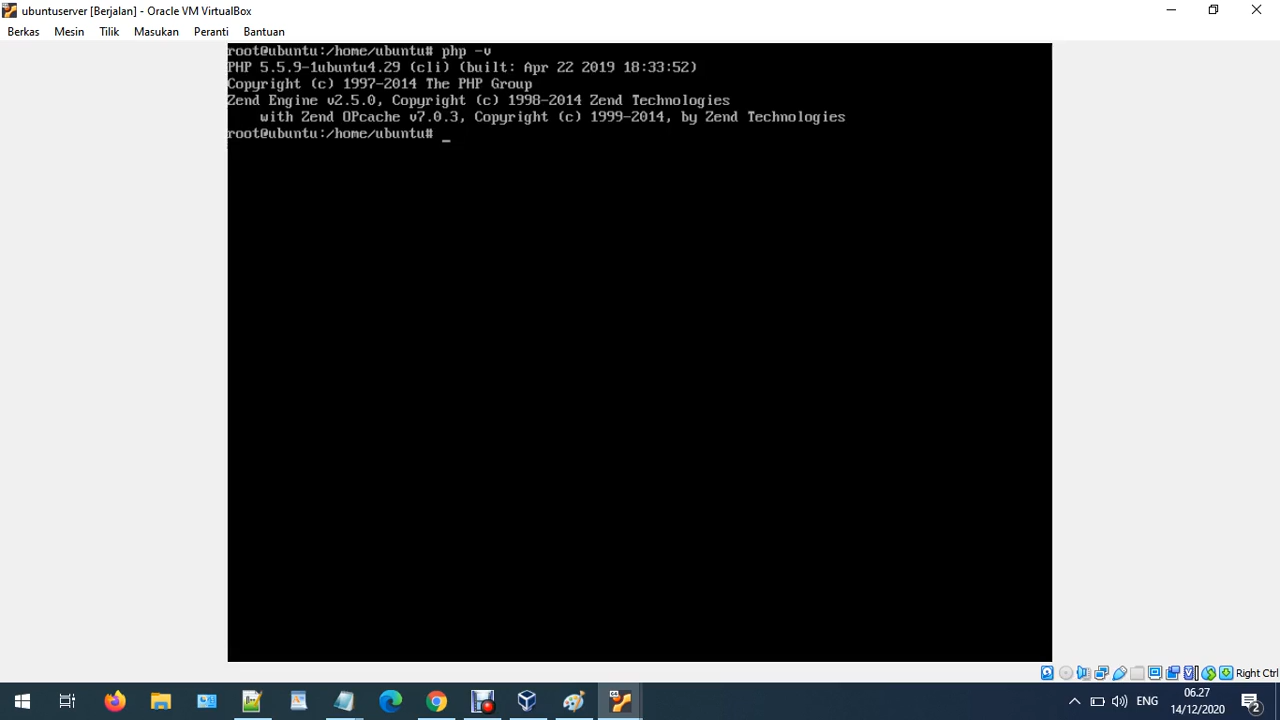 ubuntuserver [Berjalan] - Oracle VM VirtualBox
Berkas Mesin Tilik Masukan Peranti Bantuan
root@ubuntu:/home/ubuntu# php -v
PHP 5.5.9-1ubuntu4.29 (cli) (built: Apr 22 2019 18:33:52)
Copyright (c) 1997-2014 The PHP Group
Zend Engine v2.5.0, Copyright (c) 1998-2014 Zend Technologies
    with Zend OPcache v7.0.3, Copyright (c) 1999-2014, by Zend Technologies
root@ubuntu:/home/ubuntu# _
Right Ctrl
ENG
06.27
14/12/2020
2